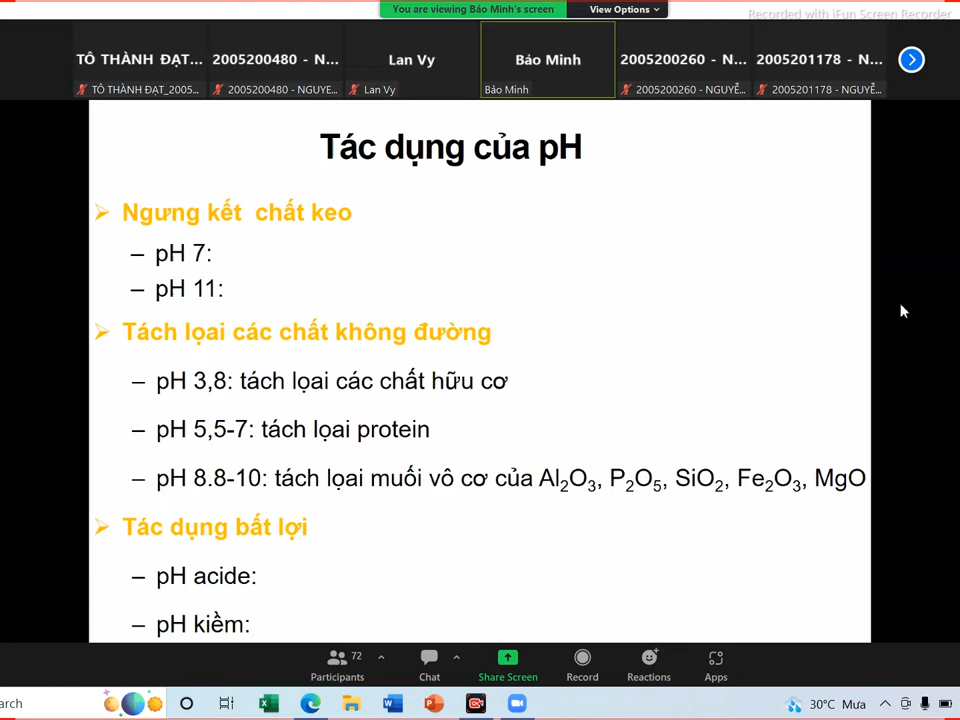 You are viewing Bảo Minh's screen
View Options
Recorded with iFun Screen Recorder
TÔ THÀNH ĐẠT...
2005200480 - N...
Lan Vy
Bảo Minh
2005200260 - N...
2005201178 - N...
TÔ THÀNH ĐẠT_2005...
2005200480 - NGUYE...
Lan Vy
Bảo Minh
2005200260 - NGUYỄ...
2005201178 - NGUYỄ...
Tác dụng của pH
Ngưng kết chất keo
– pH 7:
– pH 11:
Tách lọai các chất không đường
– pH 3,8: tách lọai các chất hữu cơ
– pH 5,5-7: tách lọai protein
– pH 8.8-10: tách lọai muối vô cơ của Al₂O₃, P₂O₅, SiO₂, Fe₂O₃, MgO
Tác dụng bất lợi
– pH acide:
– pH kiềm:
72
Participants
Chat
Share Screen
Record
Reactions
Apps
arch
30°C Mưa